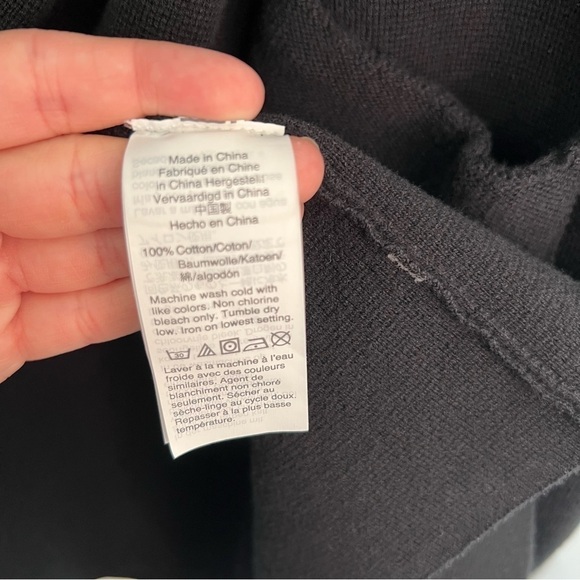 Made in China
Fabriqué en Chine
in China Hergestellt
Vervaardigd in China
中国製
Hecho en China
100% Cotton/Coton/
Baumwolle/Katoen/
綿/algodón
Machine wash cold with
like colors. Non chlorine
bleach only. Tumble dry
low. Iron on lowest setting.
30
Laver à la machine à l'eau
froide avec des couleurs
similaires. Agent de
blanchiment non chloré
seulement. Sécher au
sèche-linge au cycle doux.
Repasser à la plus basse
température.